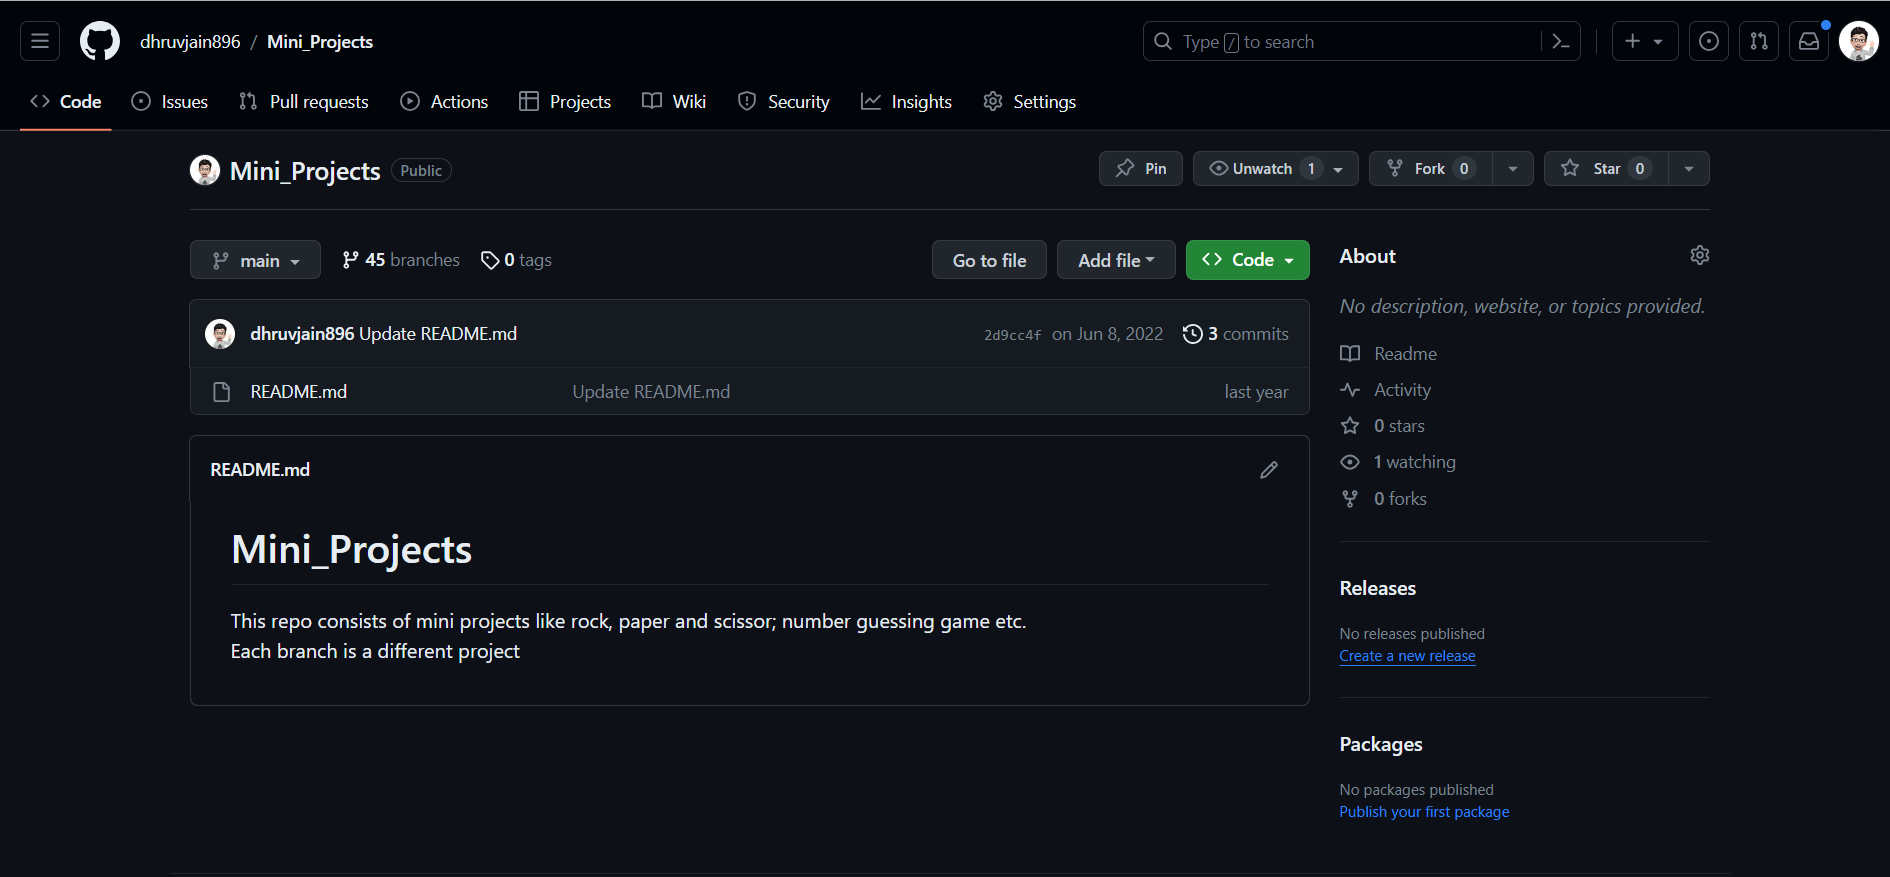 dhruvjain896 / Mini_Projects
Type / to search
Code Issues Pull requests Actions Projects Wiki Security Insights Settings
Mini_Projects Public
Pin Unwatch 1 Fork 0 Star 0
main 45 branches 0 tags
Go to file Add file Code
dhruvjain896 Update README.md 2d9cc4f on Jun 8, 2022 3 commits
README.md Update README.md last year
README.md
Mini_Projects
This repo consists of mini projects like rock, paper and scissor; number guessing game etc.
Each branch is a different project
About
No description, website, or topics provided.
Readme
Activity
0 stars
1 watching
0 forks
Releases
No releases published
Create a new release
Packages
No packages published
Publish your first package